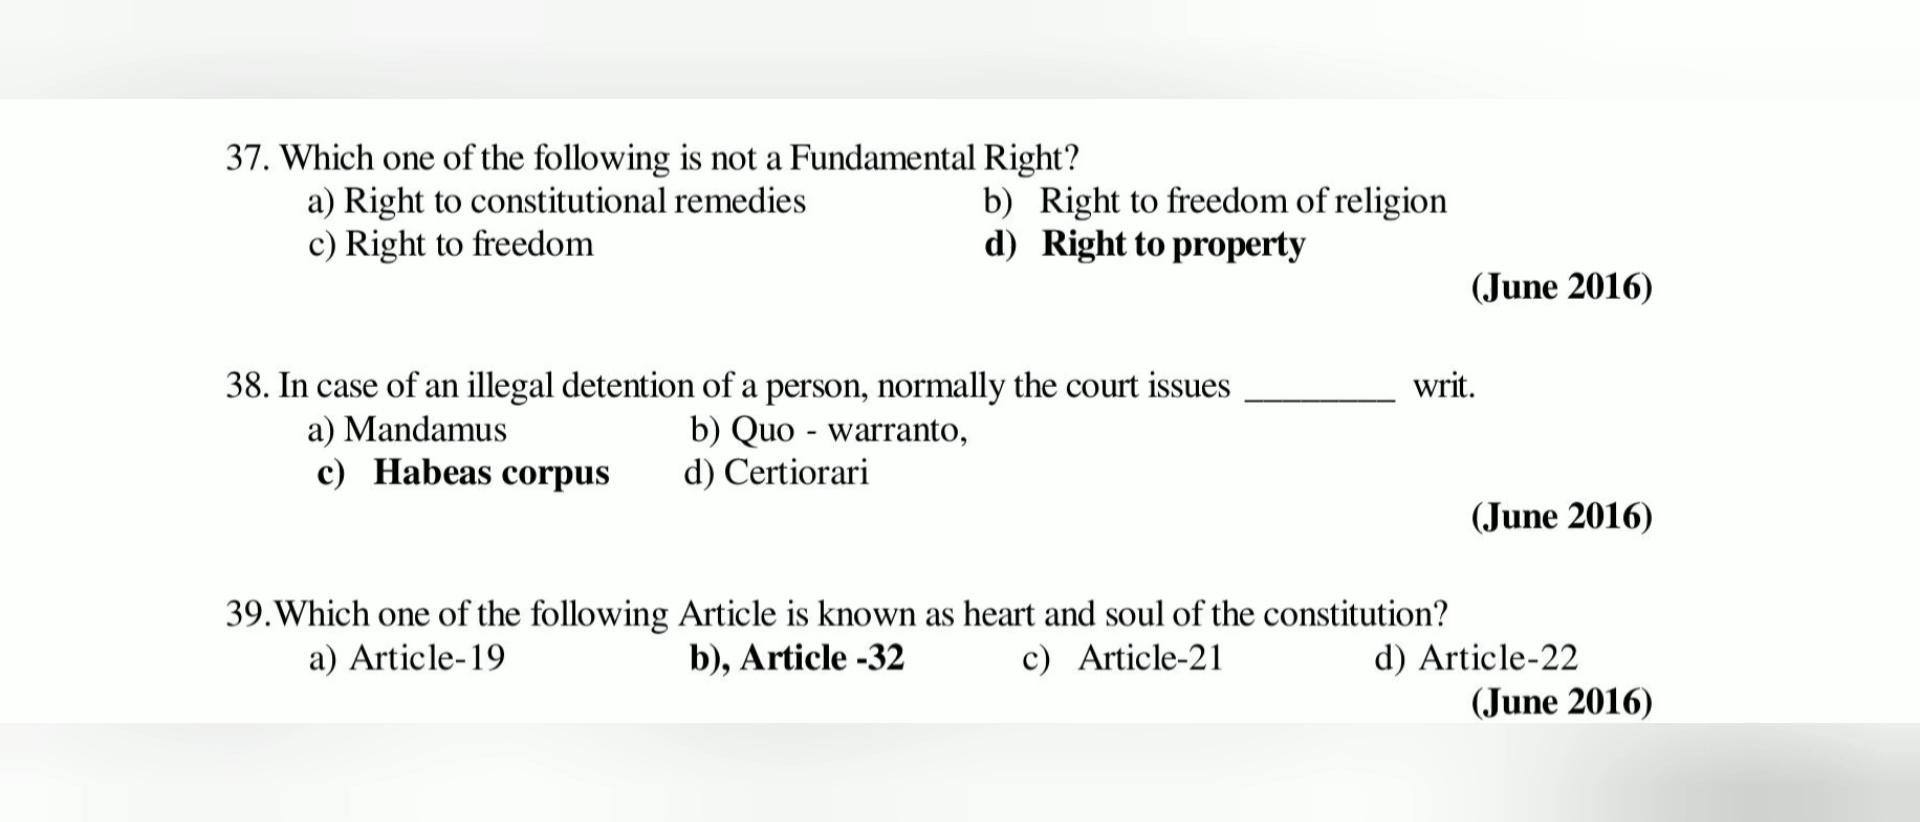 37. Which one of the following is not a Fundamental Right?
a) Right to constitutional remedies b) Right to freedom of religion
c) Right to freedom d) Right to property
(June 2016)
38. In case of an illegal detention of a person, normally the court issues ________ writ.
a) Mandamus b) Quo - warranto,
c) Habeas corpus d) Certiorari
(June 2016)
39.Which one of the following Article is known as heart and soul of the constitution?
a) Article-19 b), Article -32 c) Article-21 d) Article-22
(June 2016)